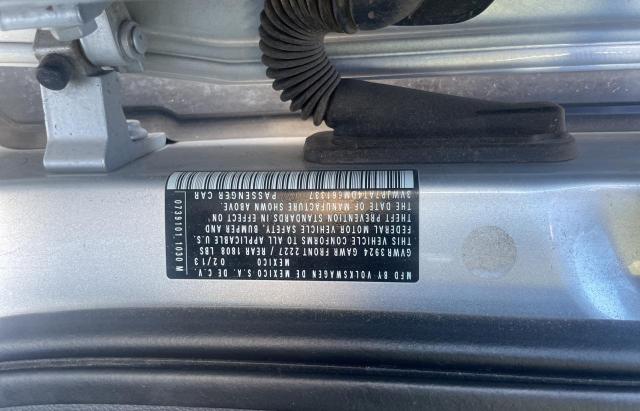 MFD BY VOLKSWAGEN DE MEXICO S.A. DE C.V.
MEXICO 02/13
GVWR 3924 GAWR FRONT 2227 / REAR 1808 LBS
THIS VEHICLE CONFORMS TO ALL APPLICABLE U.S.
FEDERAL MOTOR VEHICLE SAFETY, BUMPER AND
THEFT PREVENTION STANDARDS IN EFFECT ON
THE DATE OF MANUFACTURE SHOWN ABOVE.
3VWJP7AT4DM661337
PASSENGER CAR
0739101 1030 M